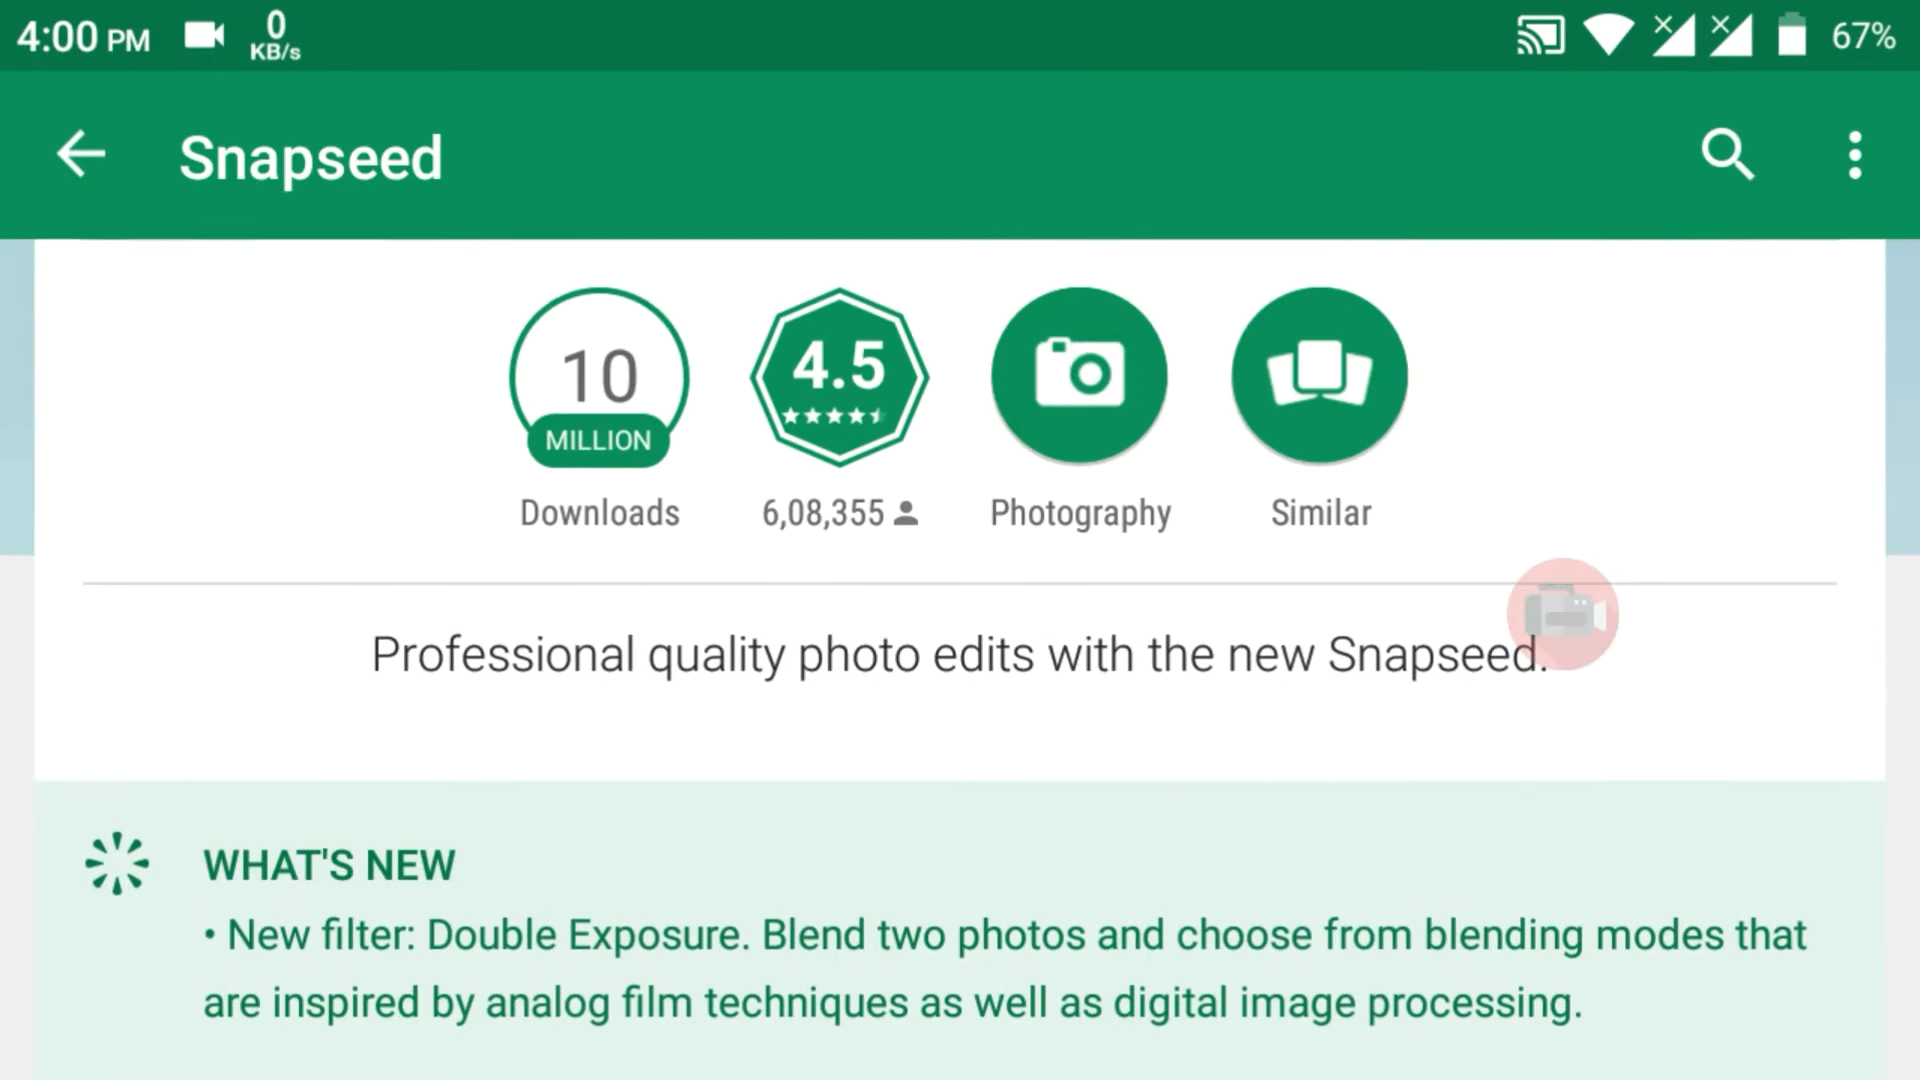 4:00 PM 0 KB/s 67%
Snapseed
10 MILLION
4.5
Downloads 6,08,355 Photography Similar
Professional quality photo edits with the new Snapseed.
WHAT'S NEW
• New filter: Double Exposure. Blend two photos and choose from blending modes that
are inspired by analog film techniques as well as digital image processing.